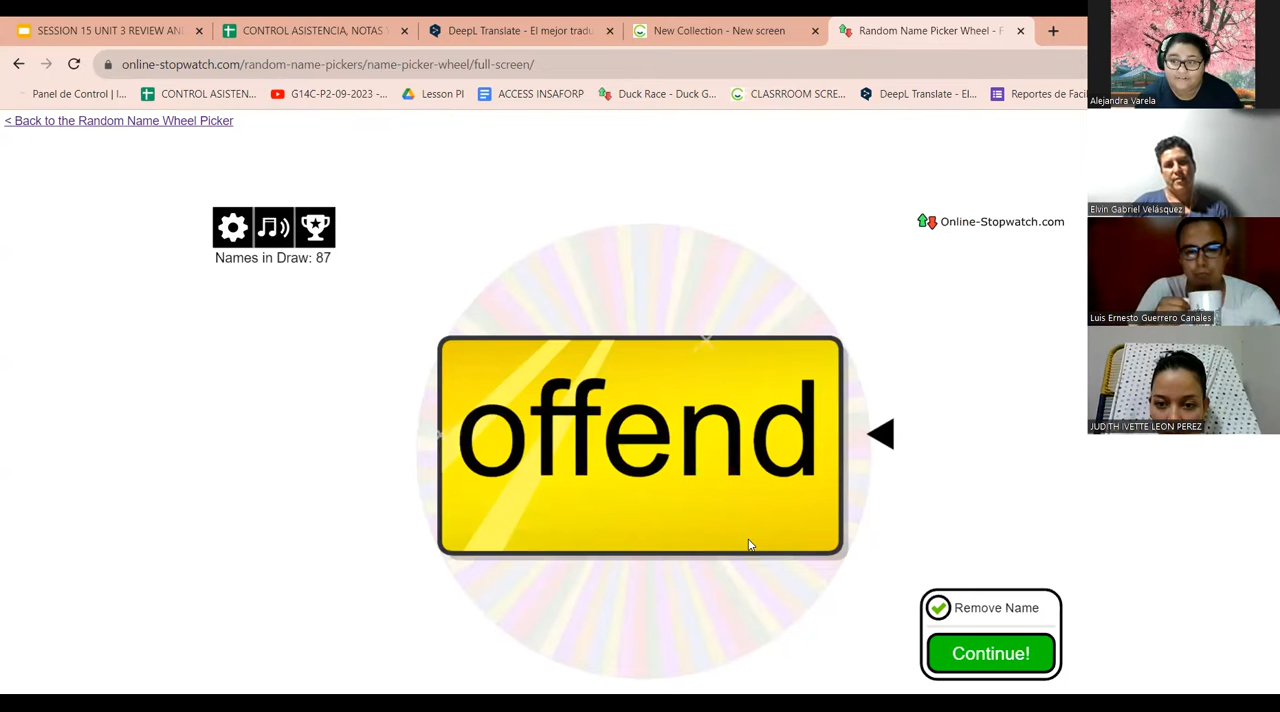 SESSION 15 UNIT 3 REVIEW AN
CONTROL ASISTENCIA, NOTAS
DeepL Translate - El mejor tradu
New Collection - New screen
Random Name Picker Wheel - F
online-stopwatch.com/random-name-pickers/name-picker-wheel/full-screen/
Panel de Control | I...
CONTROL ASISTEN...
G14C-P2-09-2023 -...
Lesson Pl
ACCESS INSAFORP
Duck Race - Duck G...
CLASRROOM SCRE...
DeepL Translate - El...
Reportes de Facil
< Back to the Random Name Wheel Picker
Names in Draw: 87
Online-Stopwatch.com
offend
Remove Name
Continue!
Alejandra Varela
Elvin Gabriel Velásquez
Luis Ernesto Guerrero Canales
JUDITH IVETTE LEON PEREZ